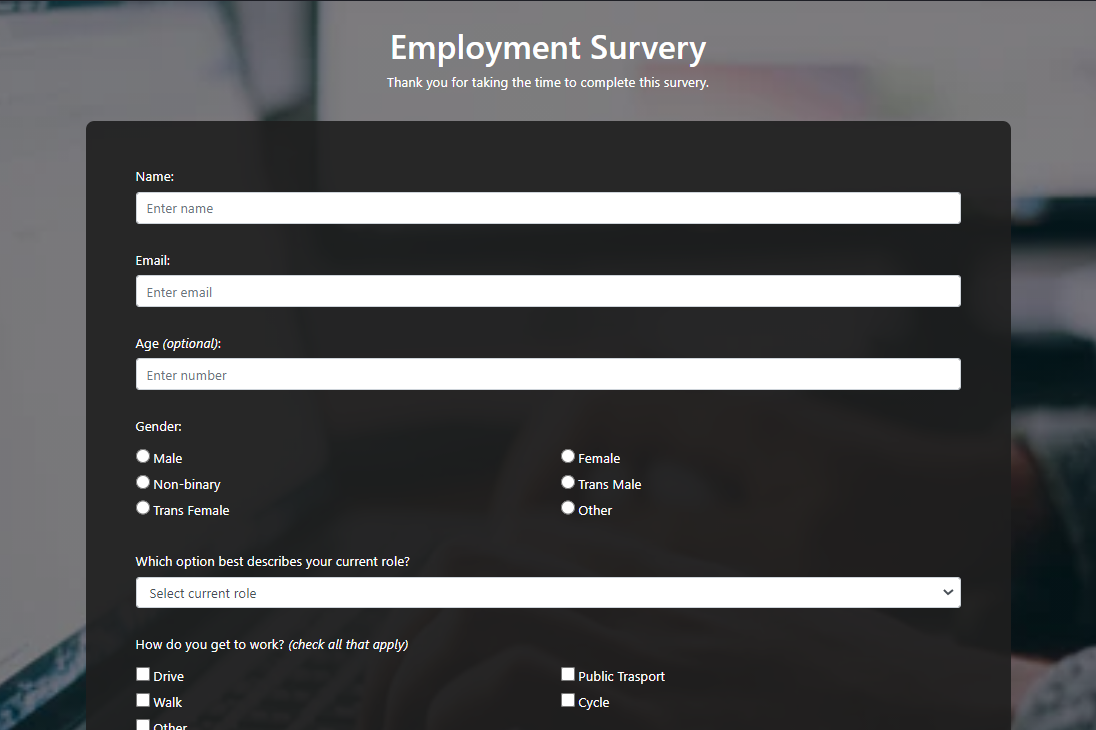 Employment Survery
Thank you for taking the time to complete this survery.
Name:
Enter name
Email:
Enter email
Age (optional):
Enter number
Gender:
Male
Female
Non-binary
Trans Male
Trans Female
Other
Which option best describes your current role?
Select current role
How do you get to work? (check all that apply)
Drive
Public Trasport
Walk
Cycle
Other